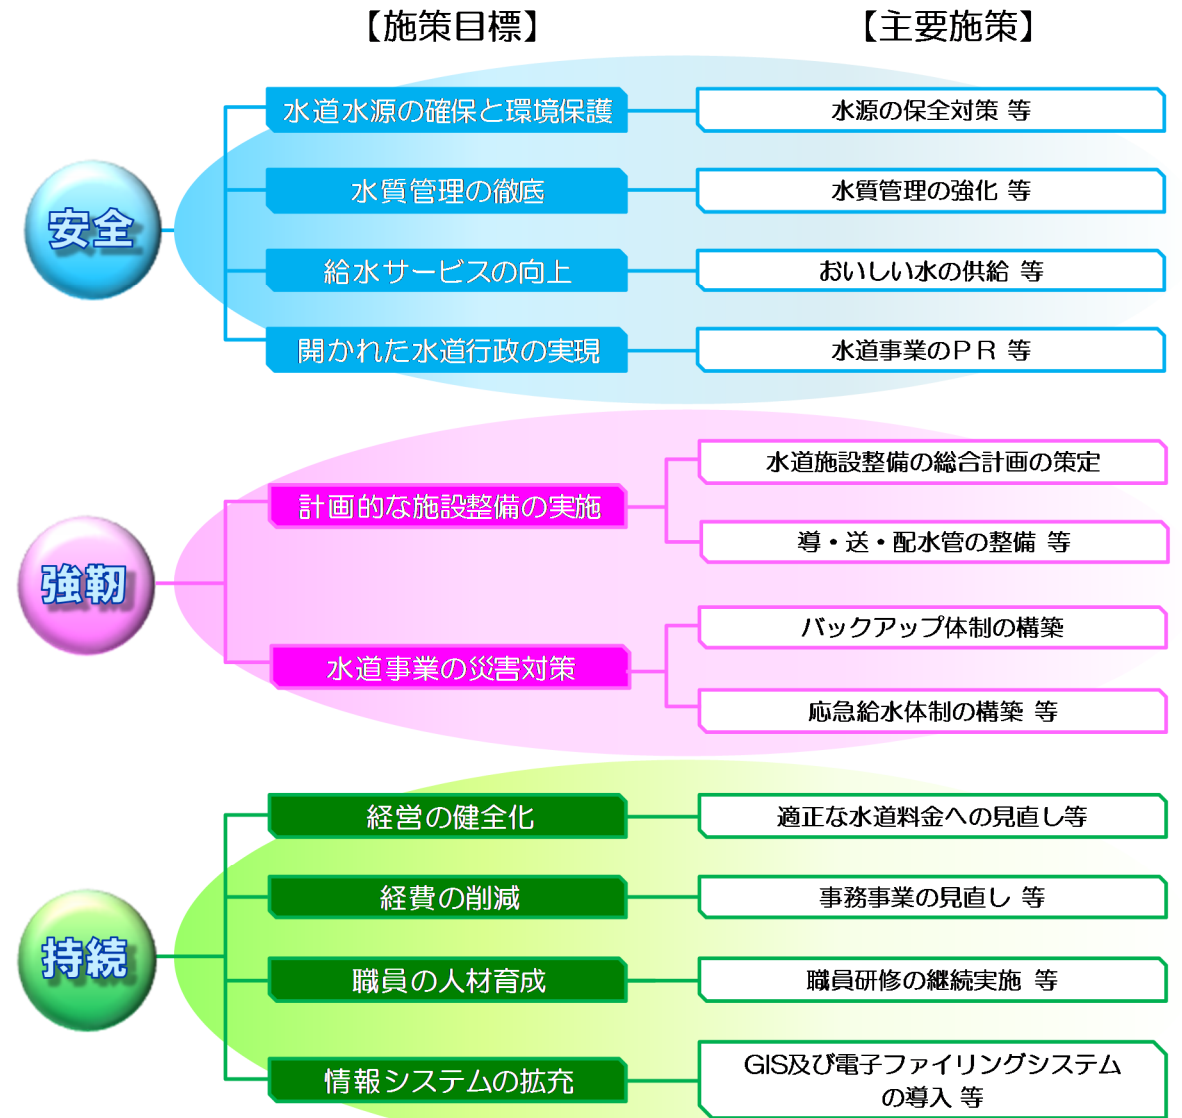 【施策目標】
【主要施策】
安全
水道水源の確保と環境保護
水源の保全対策 等
水質管理の徹底
水質管理の強化 等
給水サービスの向上
おいしい水の供給 等
開かれた水道行政の実現
水道事業のＰＲ 等
強靭
計画的な施設整備の実施
水道施設整備の総合計画の策定
導・送・配水管の整備 等
水道事業の災害対策
バックアップ体制の構築
応急給水体制の構築 等
持続
経営の健全化
適正な水道料金への見直し等
経費の削減
事務事業の見直し 等
職員の人材育成
職員研修の継続実施 等
情報システムの拡充
GIS及び電子ファイリングシステム
の導入 等